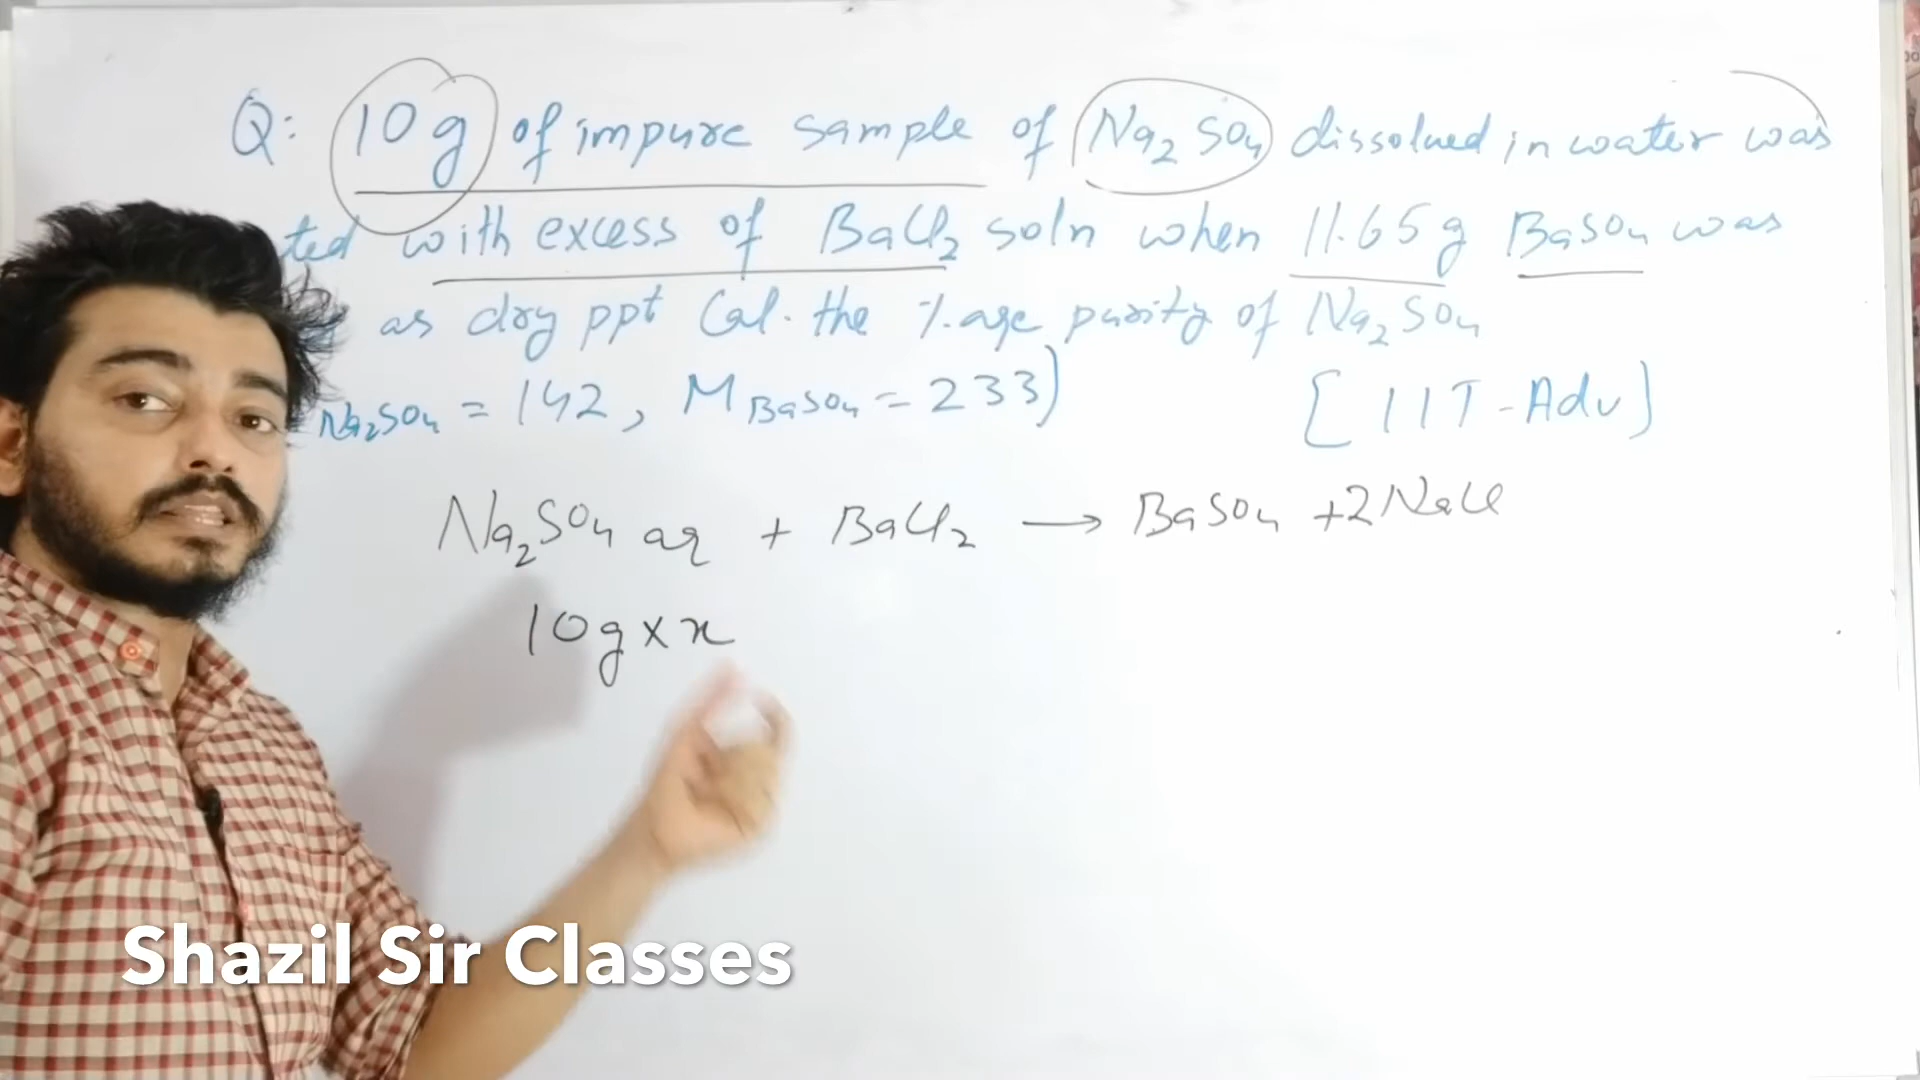 Q: 10 g of impure sample of Na₂SO₄ dissolved in water was
ted with excess of BaCl₂ soln when 11.65 g BaSO₄ was
as dry ppt Cal. the %age purity of Na₂SO₄
Na₂SO₄ = 142, M BaSO₄ = 233)
[IIT-Adv]
Na₂SO₄ aq + BaCl₂ → BaSO₄ + 2NaCl
10g × x
Shazil Sir Classes